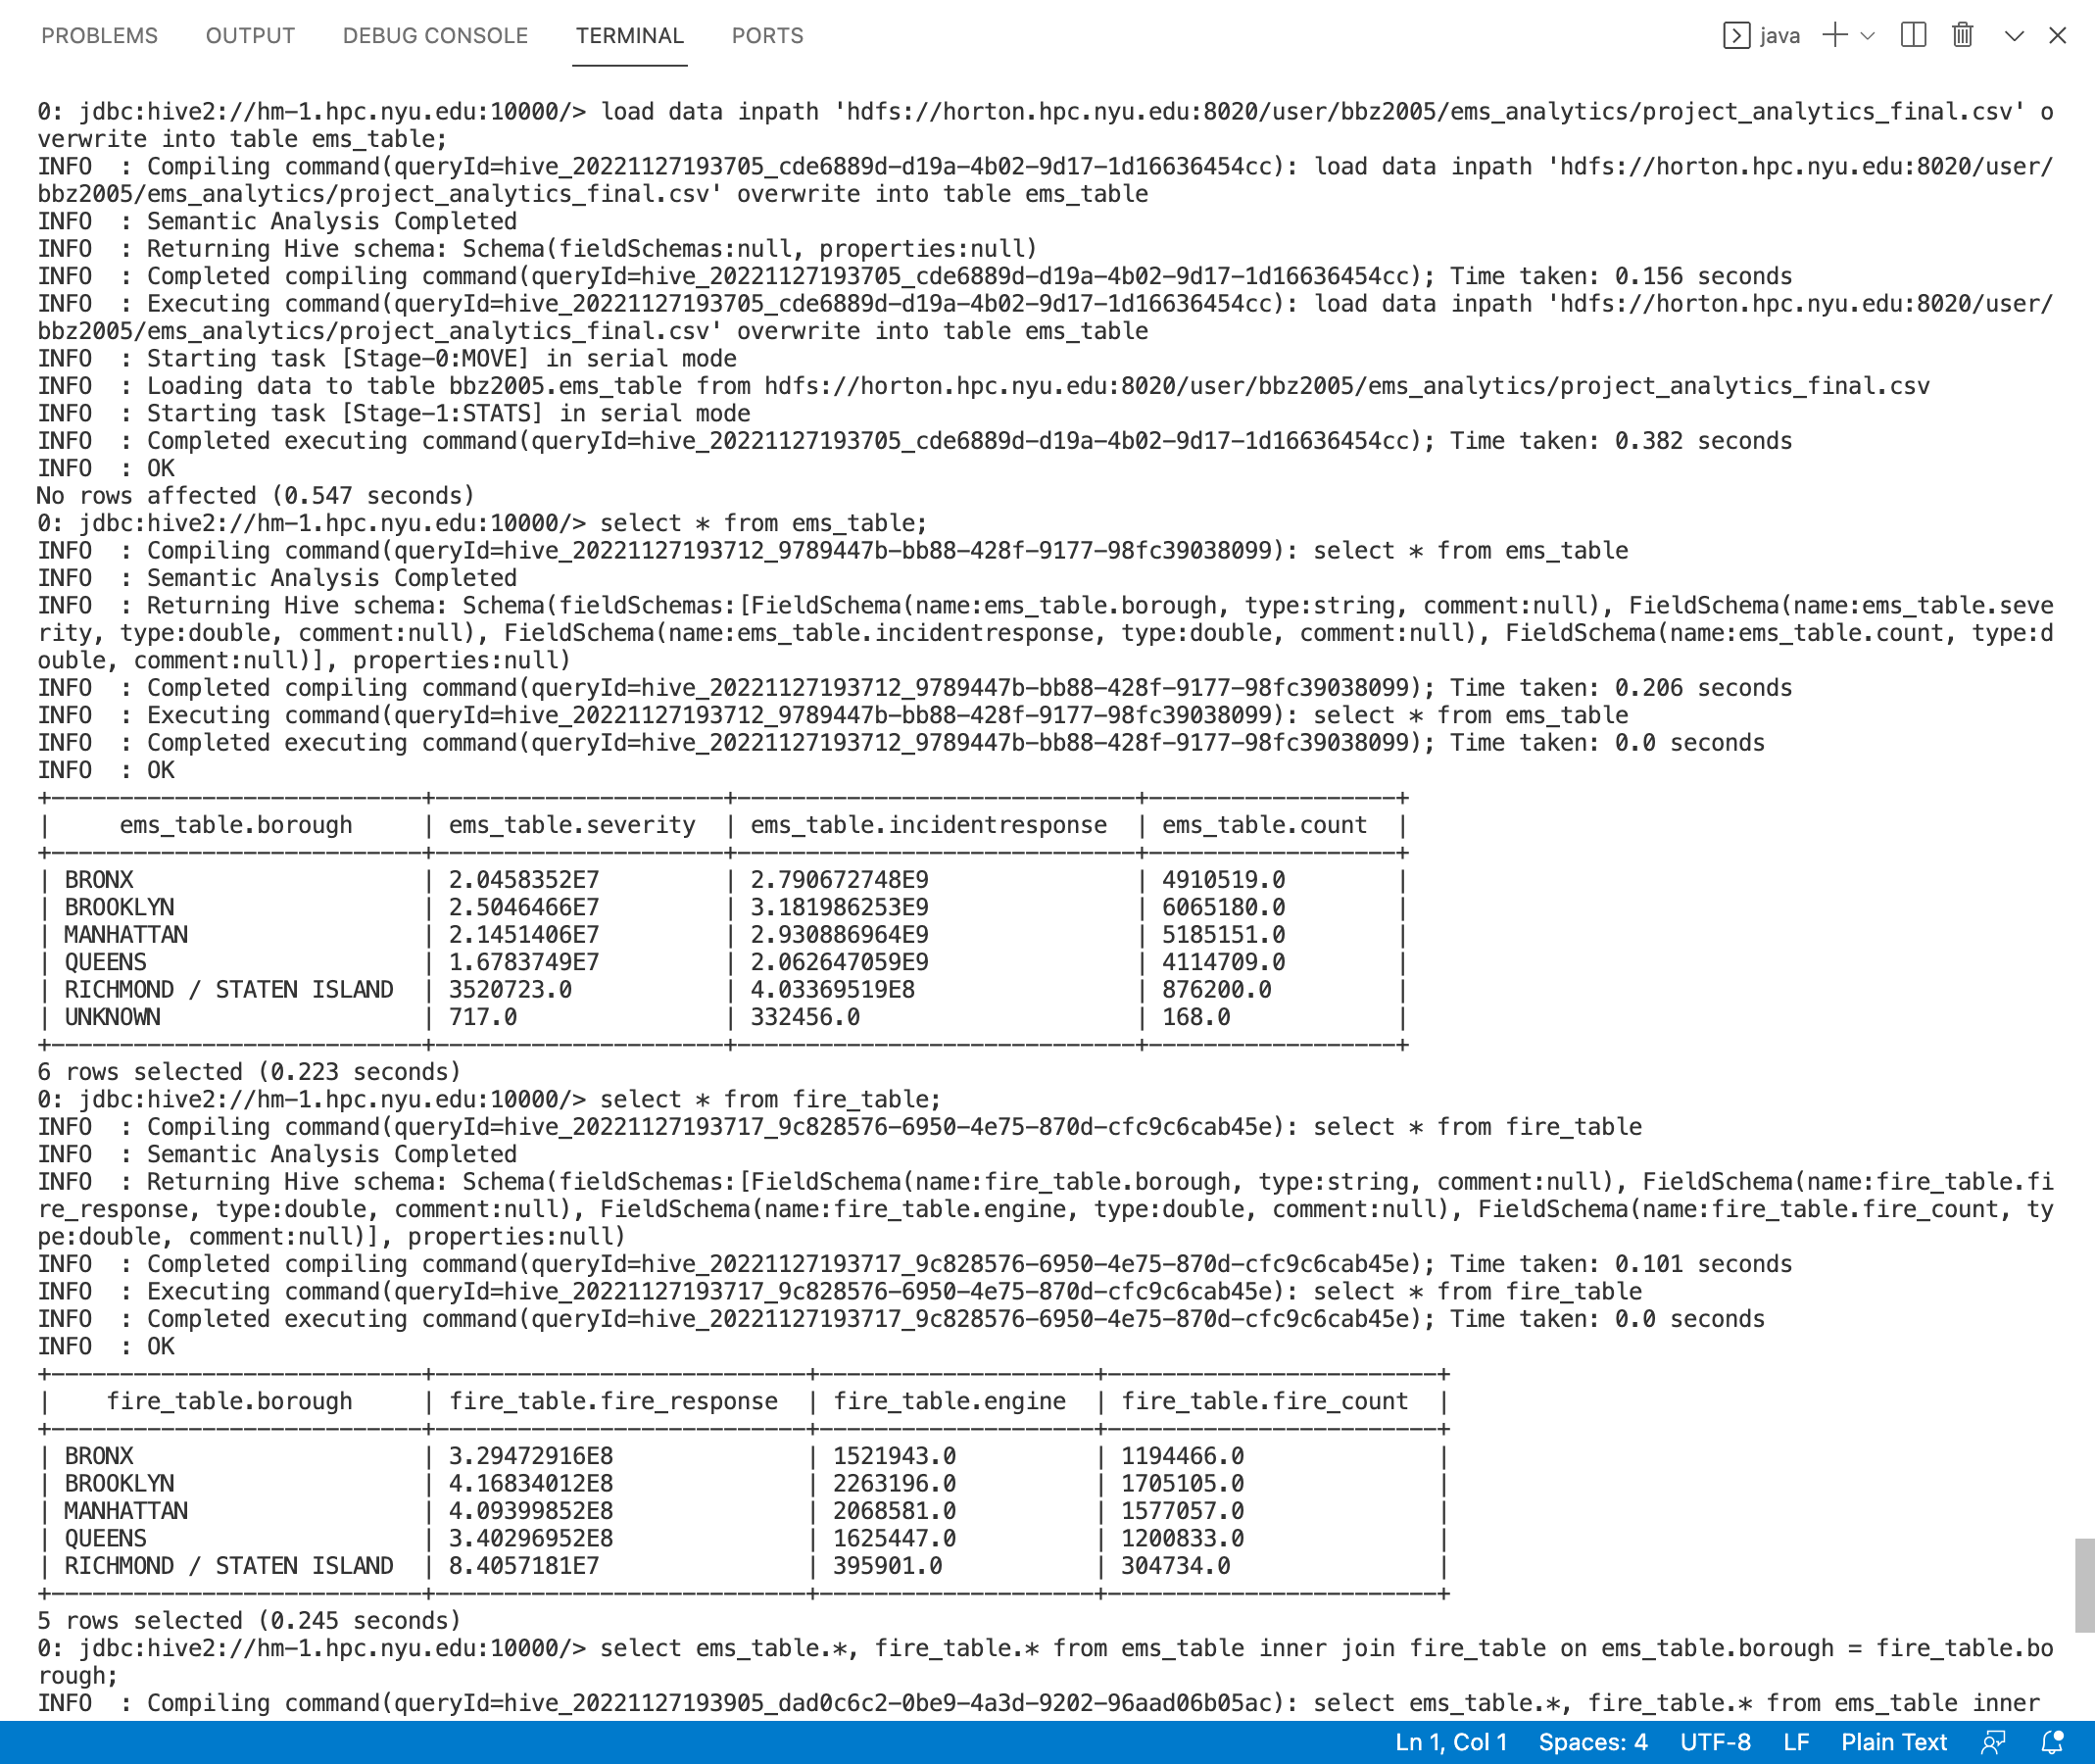 PROBLEMS OUTPUT DEBUG CONSOLE TERMINAL PORTS java
0: jdbc:hive2://hm-1.hpc.nyu.edu:10000/> load data inpath 'hdfs://horton.hpc.nyu.edu:8020/user/bbz2005/ems_analytics/project_analytics_final.csv' o
verwrite into table ems_table;
INFO  : Compiling command(queryId=hive_20221127193705_cde6889d-d19a-4b02-9d17-1d16636454cc): load data inpath 'hdfs://horton.hpc.nyu.edu:8020/user/
bbz2005/ems_analytics/project_analytics_final.csv' overwrite into table ems_table
INFO  : Semantic Analysis Completed
INFO  : Returning Hive schema: Schema(fieldSchemas:null, properties:null)
INFO  : Completed compiling command(queryId=hive_20221127193705_cde6889d-d19a-4b02-9d17-1d16636454cc); Time taken: 0.156 seconds
INFO  : Executing command(queryId=hive_20221127193705_cde6889d-d19a-4b02-9d17-1d16636454cc): load data inpath 'hdfs://horton.hpc.nyu.edu:8020/user/
bbz2005/ems_analytics/project_analytics_final.csv' overwrite into table ems_table
INFO  : Starting task [Stage-0:MOVE] in serial mode
INFO  : Loading data to table bbz2005.ems_table from hdfs://horton.hpc.nyu.edu:8020/user/bbz2005/ems_analytics/project_analytics_final.csv
INFO  : Starting task [Stage-1:STATS] in serial mode
INFO  : Completed executing command(queryId=hive_20221127193705_cde6889d-d19a-4b02-9d17-1d16636454cc); Time taken: 0.382 seconds
INFO  : OK
No rows affected (0.547 seconds)
0: jdbc:hive2://hm-1.hpc.nyu.edu:10000/> select * from ems_table;
INFO  : Compiling command(queryId=hive_20221127193712_9789447b-bb88-428f-9177-98fc39038099): select * from ems_table
INFO  : Semantic Analysis Completed
INFO  : Returning Hive schema: Schema(fieldSchemas:[FieldSchema(name:ems_table.borough, type:string, comment:null), FieldSchema(name:ems_table.seve
rity, type:double, comment:null), FieldSchema(name:ems_table.incidentresponse, type:double, comment:null), FieldSchema(name:ems_table.count, type:d
ouble, comment:null)], properties:null)
INFO  : Completed compiling command(queryId=hive_20221127193712_9789447b-bb88-428f-9177-98fc39038099); Time taken: 0.206 seconds
INFO  : Executing command(queryId=hive_20221127193712_9789447b-bb88-428f-9177-98fc39038099): select * from ems_table
INFO  : Completed executing command(queryId=hive_20221127193712_9789447b-bb88-428f-9177-98fc39038099); Time taken: 0.0 seconds
INFO  : OK
| ems_table.borough | ems_table.severity | ems_table.incidentresponse | ems_table.count |
| BRONX | 2.0458352E7 | 2.790672748E9 | 4910519.0 |
| BROOKLYN | 2.5046466E7 | 3.181986253E9 | 6065180.0 |
| MANHATTAN | 2.1451406E7 | 2.930886964E9 | 5185151.0 |
| QUEENS | 1.6783749E7 | 2.062647059E9 | 4114709.0 |
| RICHMOND / STATEN ISLAND | 3520723.0 | 4.03369519E8 | 876200.0 |
| UNKNOWN | 717.0 | 332456.0 | 168.0 |
6 rows selected (0.223 seconds)
0: jdbc:hive2://hm-1.hpc.nyu.edu:10000/> select * from fire_table;
INFO  : Compiling command(queryId=hive_20221127193717_9c828576-6950-4e75-870d-cfc9c6cab45e): select * from fire_table
INFO  : Semantic Analysis Completed
INFO  : Returning Hive schema: Schema(fieldSchemas:[FieldSchema(name:fire_table.borough, type:string, comment:null), FieldSchema(name:fire_table.fi
re_response, type:double, comment:null), FieldSchema(name:fire_table.engine, type:double, comment:null), FieldSchema(name:fire_table.fire_count, ty
pe:double, comment:null)], properties:null)
INFO  : Completed compiling command(queryId=hive_20221127193717_9c828576-6950-4e75-870d-cfc9c6cab45e); Time taken: 0.101 seconds
INFO  : Executing command(queryId=hive_20221127193717_9c828576-6950-4e75-870d-cfc9c6cab45e): select * from fire_table
INFO  : Completed executing command(queryId=hive_20221127193717_9c828576-6950-4e75-870d-cfc9c6cab45e); Time taken: 0.0 seconds
INFO  : OK
| fire_table.borough | fire_table.fire_response | fire_table.engine | fire_table.fire_count |
| BRONX | 3.29472916E8 | 1521943.0 | 1194466.0 |
| BROOKLYN | 4.16834012E8 | 2263196.0 | 1705105.0 |
| MANHATTAN | 4.09399852E8 | 2068581.0 | 1577057.0 |
| QUEENS | 3.40296952E8 | 1625447.0 | 1200833.0 |
| RICHMOND / STATEN ISLAND | 8.4057181E7 | 395901.0 | 304734.0 |
5 rows selected (0.245 seconds)
0: jdbc:hive2://hm-1.hpc.nyu.edu:10000/> select ems_table.*, fire_table.* from ems_table inner join fire_table on ems_table.borough = fire_table.bo
rough;
INFO  : Compiling command(queryId=hive_20221127193905_dad0c6c2-0be9-4a3d-9202-96aad06b05ac): select ems_table.*, fire_table.* from ems_table inner
Ln 1, Col 1 Spaces: 4 UTF-8 LF Plain Text